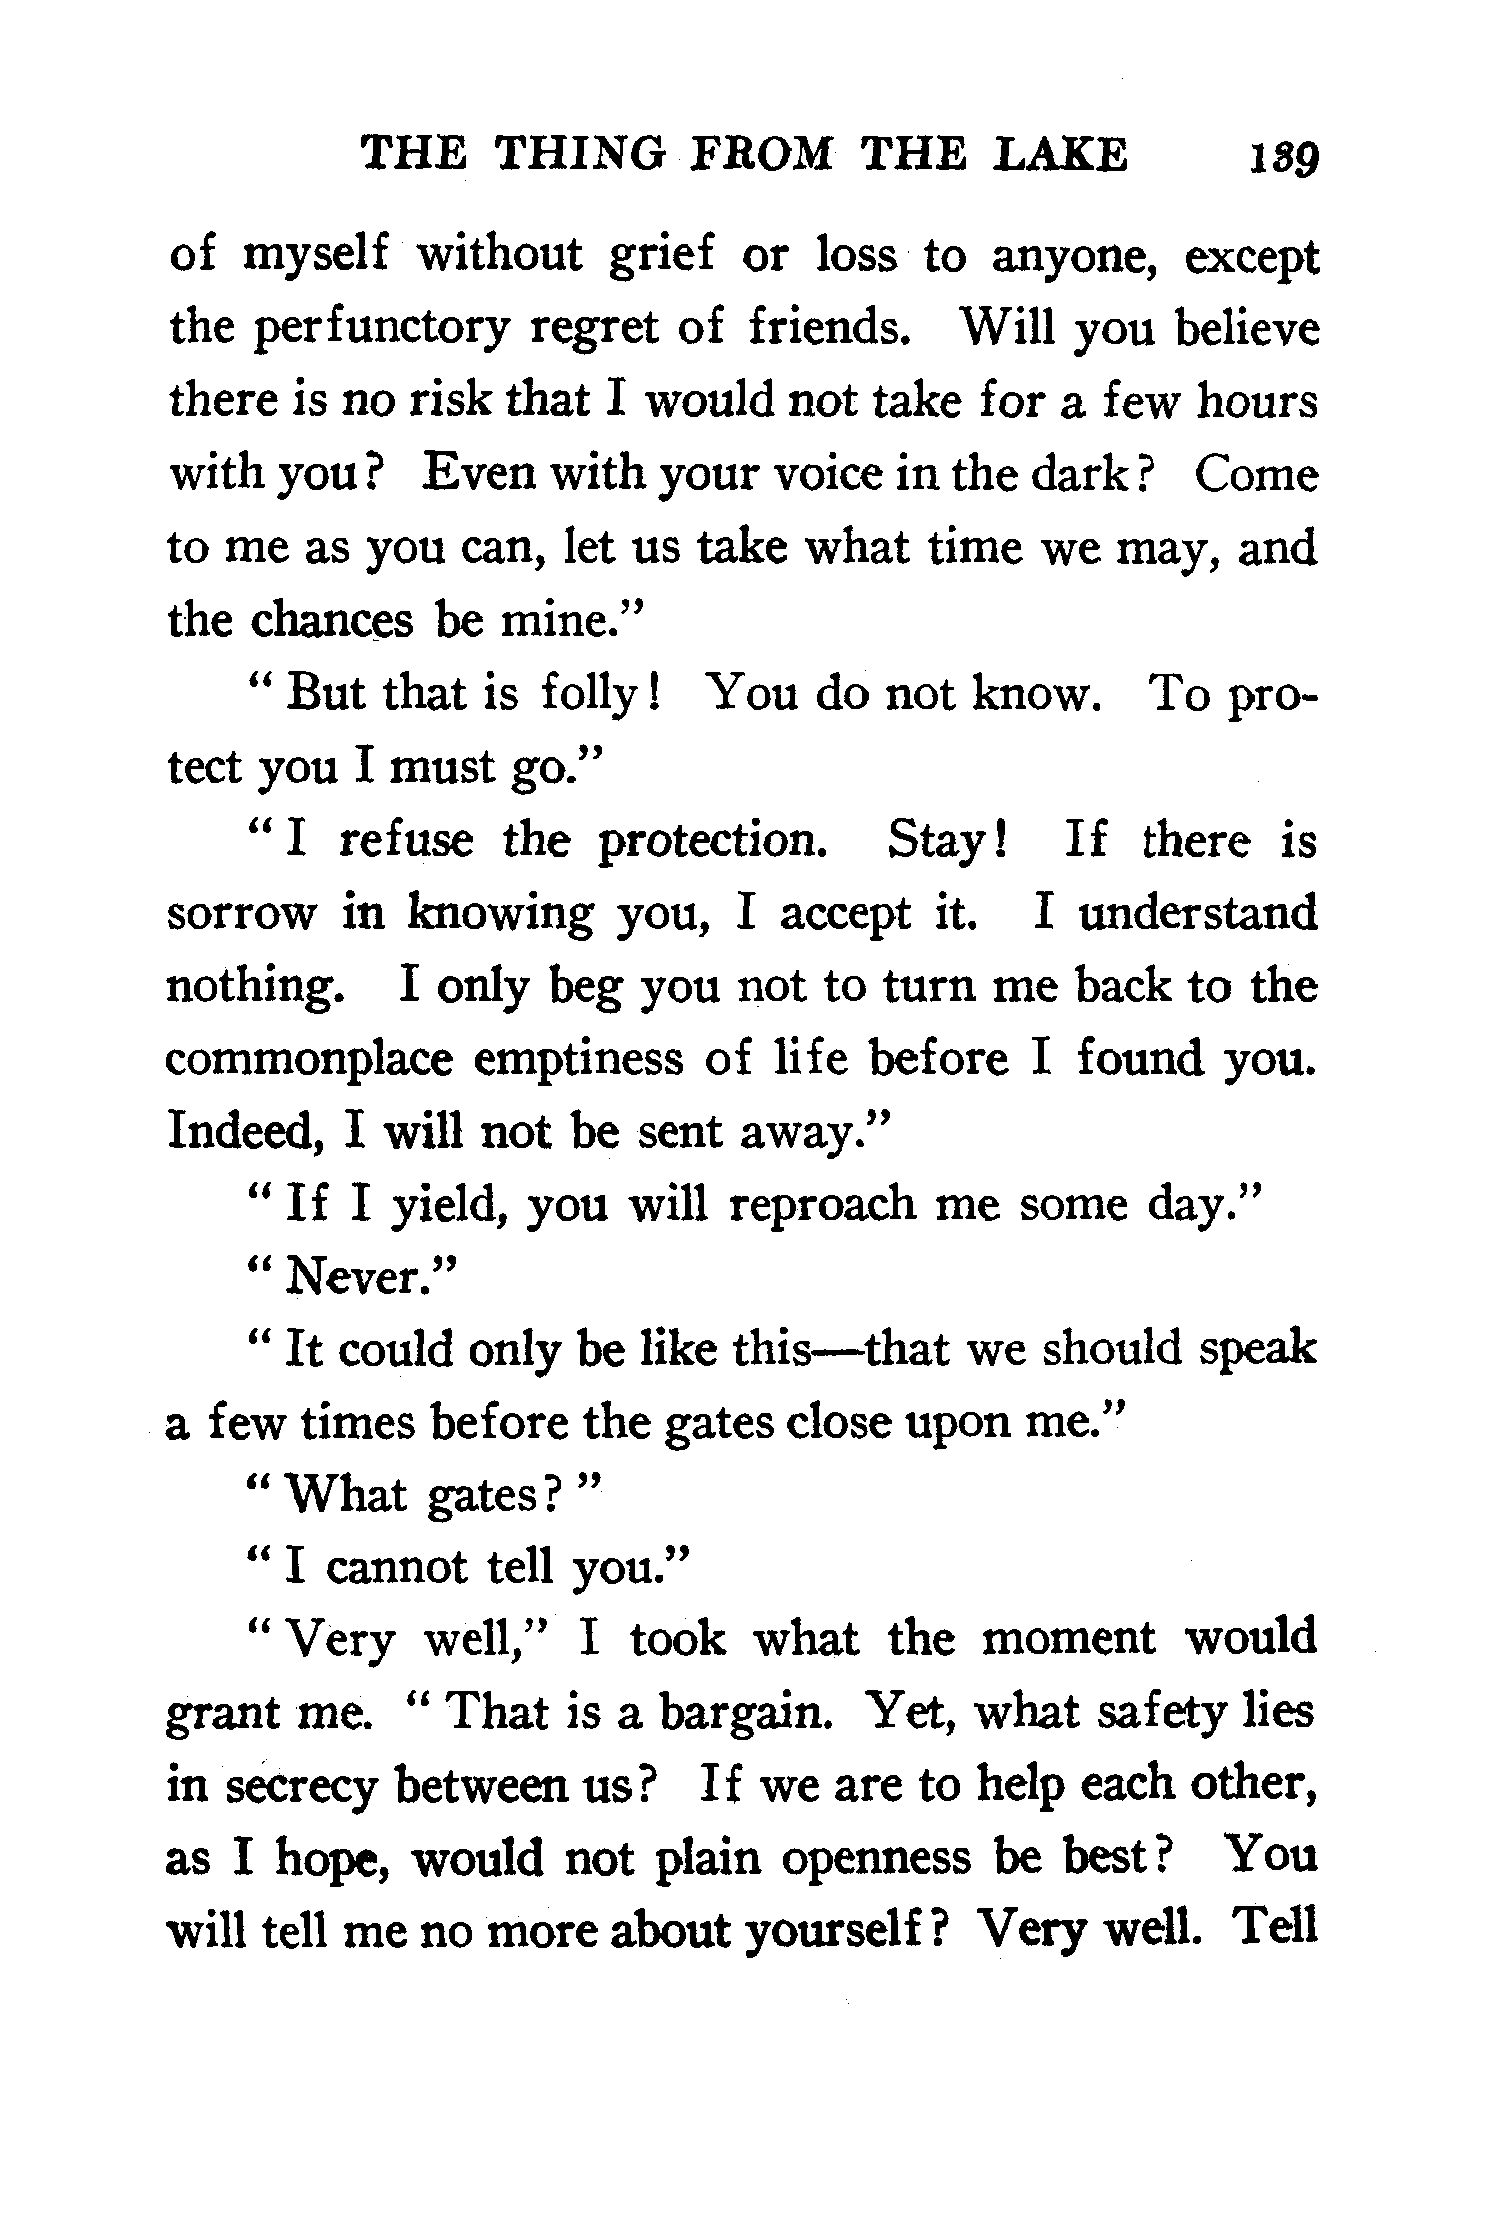 THE THING FROM THE LAKE 139
of myself without grief or loss to anyone, except
the perfunctory regret of friends. Will you believe
there is no risk that I would not take for a few hours
with you? Even with your voice in the dark? Come
to me as you can, let us take what time we may, and
the chances be mine.”
“ But that is folly! You do not know. To pro-
tect you I must go.”
“ I refuse the protection. Stay! If there is
sorrow in knowing you, I accept it. I understand
nothing. I only beg you not to turn me back to the
commonplace emptiness of life before I found you.
Indeed, I will not be sent away.”
“ If I yield, you will reproach me some day.”
“ Never.”
“ It could only be like this—that we should speak
a few times before the gates close upon me.”
“ What gates? ”
“ I cannot tell you.”
“ Very well,” I took what the moment would
grant me. “ That is a bargain. Yet, what safety lies
in secrecy between us? If we are to help each other,
as I hope, would not plain openness be best? You
will tell me no more about yourself? Very well. Tell